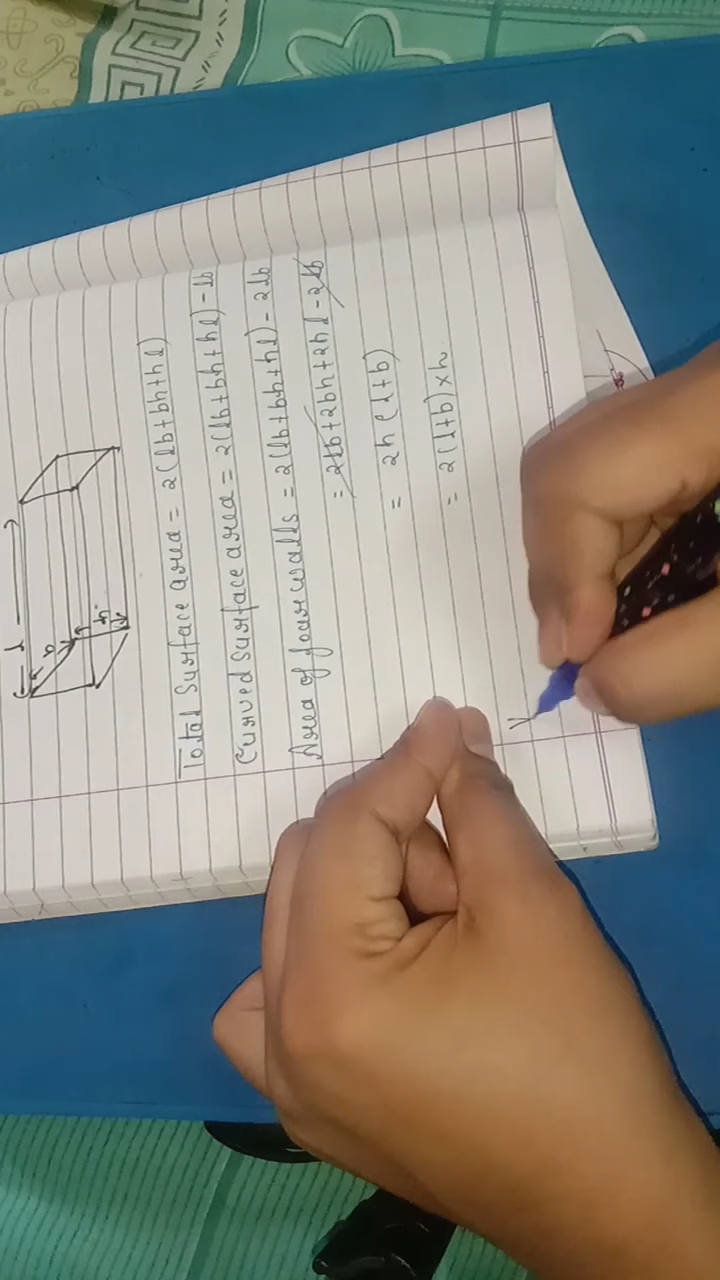 l
b
h
Total Surface area = 2(lb+bh+hl)
Curved Surface area = 2(lb+bh+hl)-lb
Area of four walls = 2(lb+bh+hl)-2lb
= 2lb+2bh+2hl-2lb
= 2h(l+b)
= 2(l+b)×h